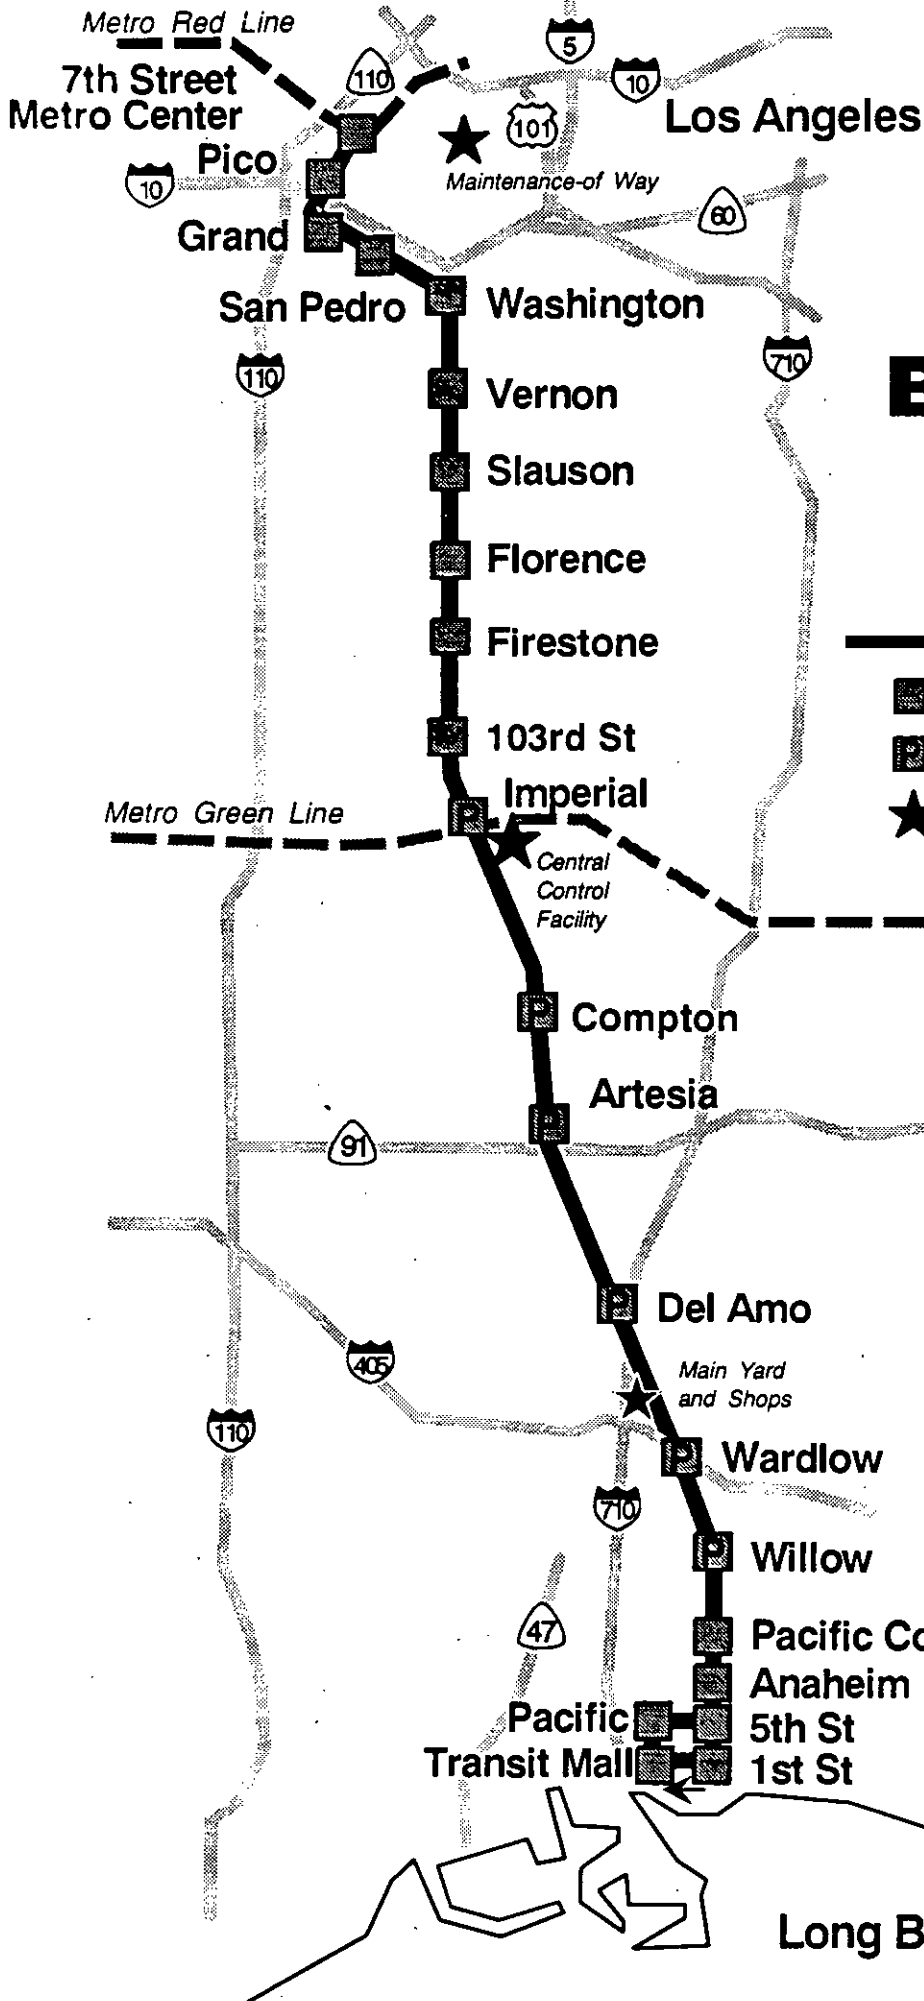 Metro Red Line
5
7th Street
Metro Center
110
10
101
Los Angeles
Pico
10
Maintenance-of Way
60
Grand
San Pedro
Washington
110
710
Vernon
Slauson
Florence
Firestone
103rd St
Imperial
P
Metro Green Line
P
Central
Control
Facility
P
Compton
Artesia
P
91
P
Del Amo
405
Main Yard
and Shops
110
P
Wardlow
710
P
Willow
47
Pacific Co
Anaheim
Pacific
5th St
Transit Mall
1st St
Long B